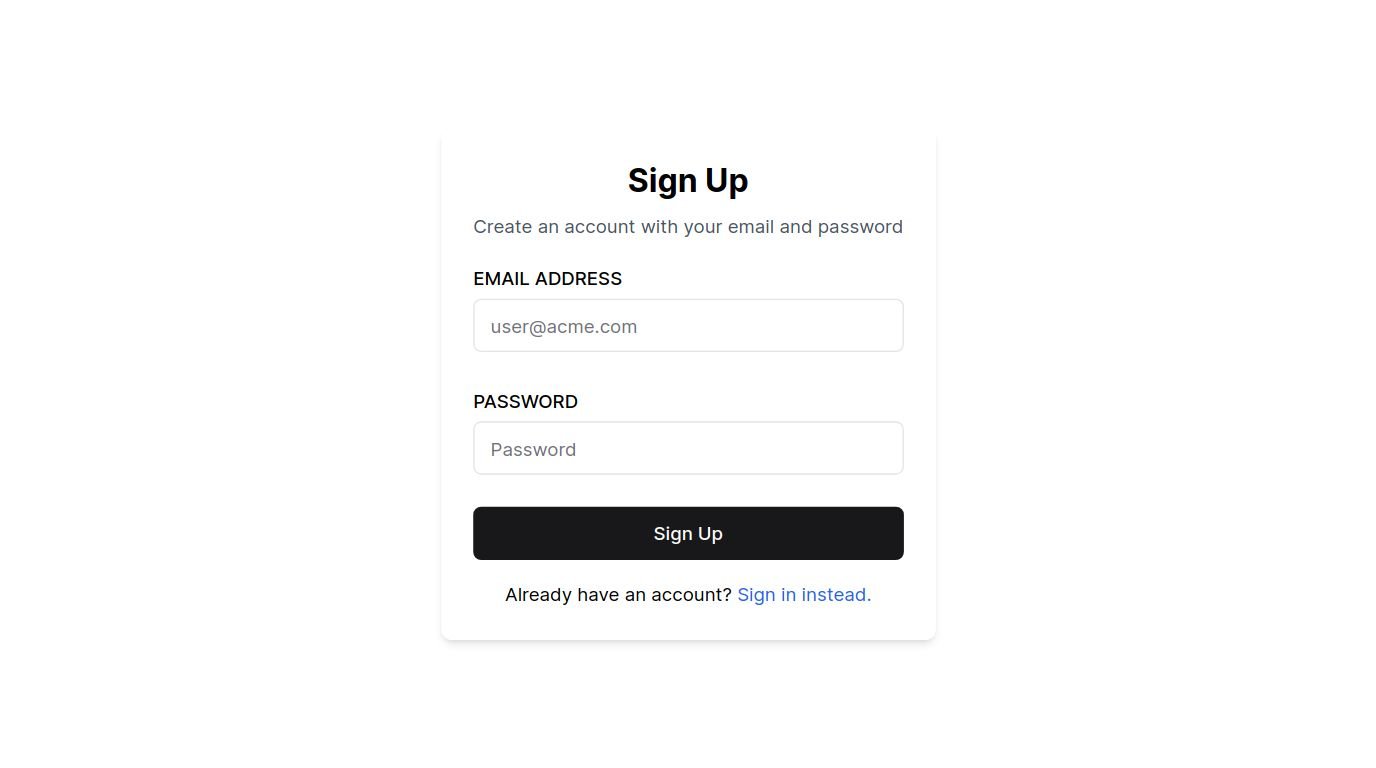 Sign Up
Create an account with your email and password
EMAIL ADDRESS
user@acme.com
PASSWORD
Password
Sign Up
Already have an account? Sign in instead.